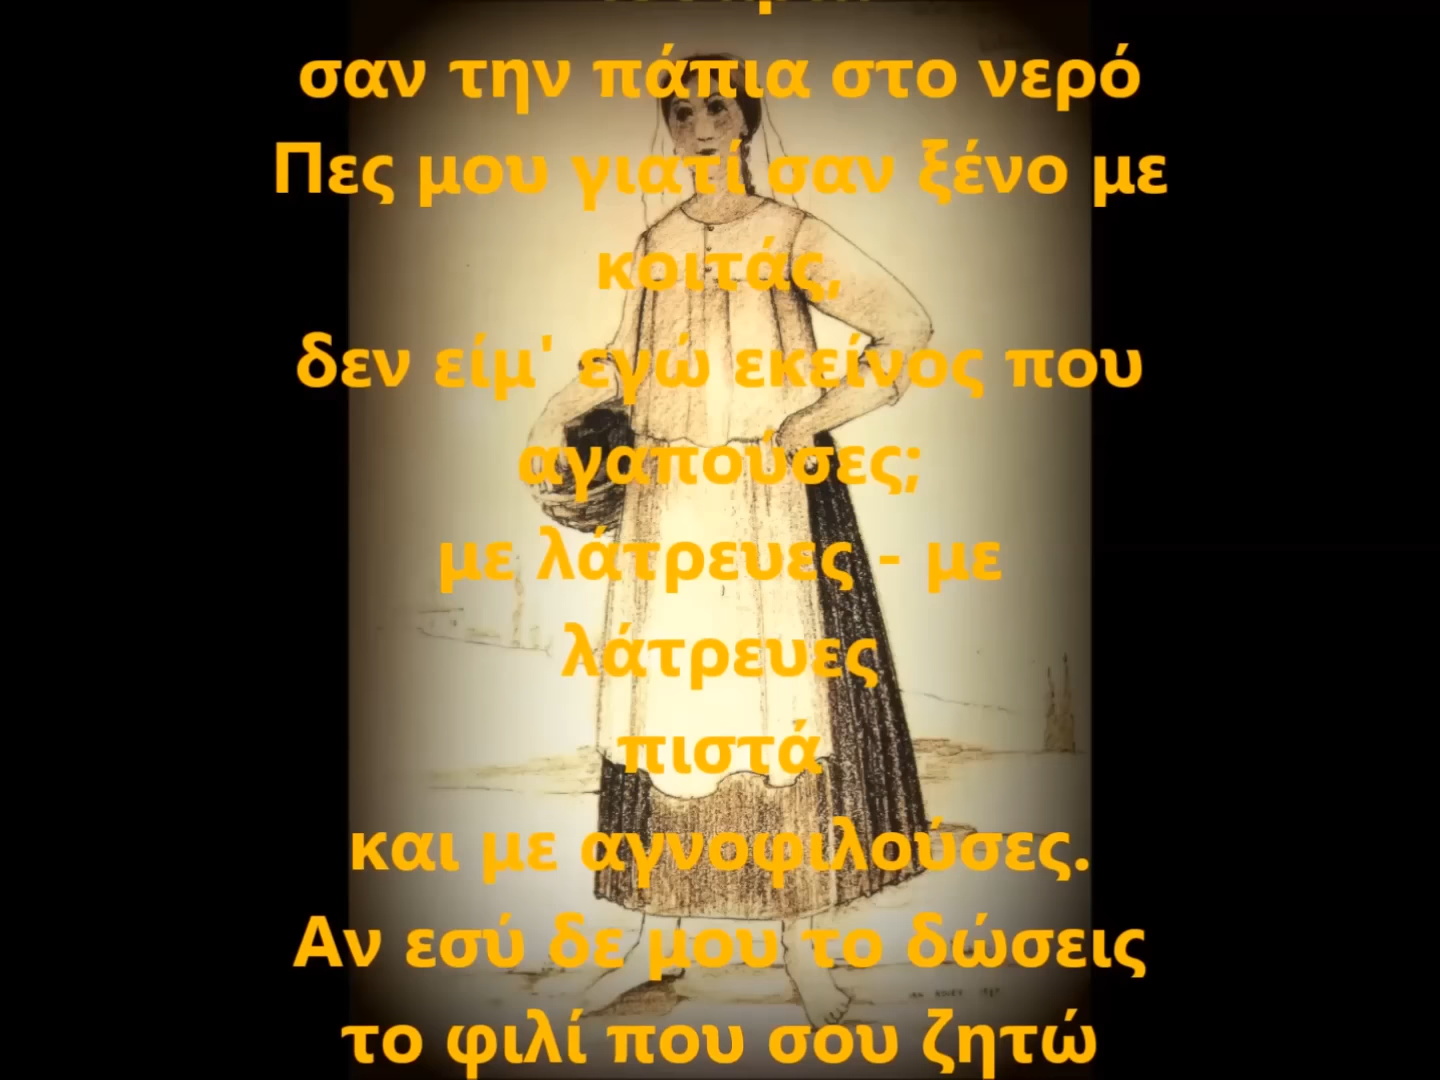 σαν την πάπια στο νερό
Πες μου γιατί σαν ξένο με
κοιτάς,
δεν είμ' εγώ εκείνος που
αγαπούσες;
με λάτρευες - με
λάτρευες
πιστά
και με αγνοφιλούσες.
Αν εσύ δε μου το δώσεις
το φιλί που σου ζητώ